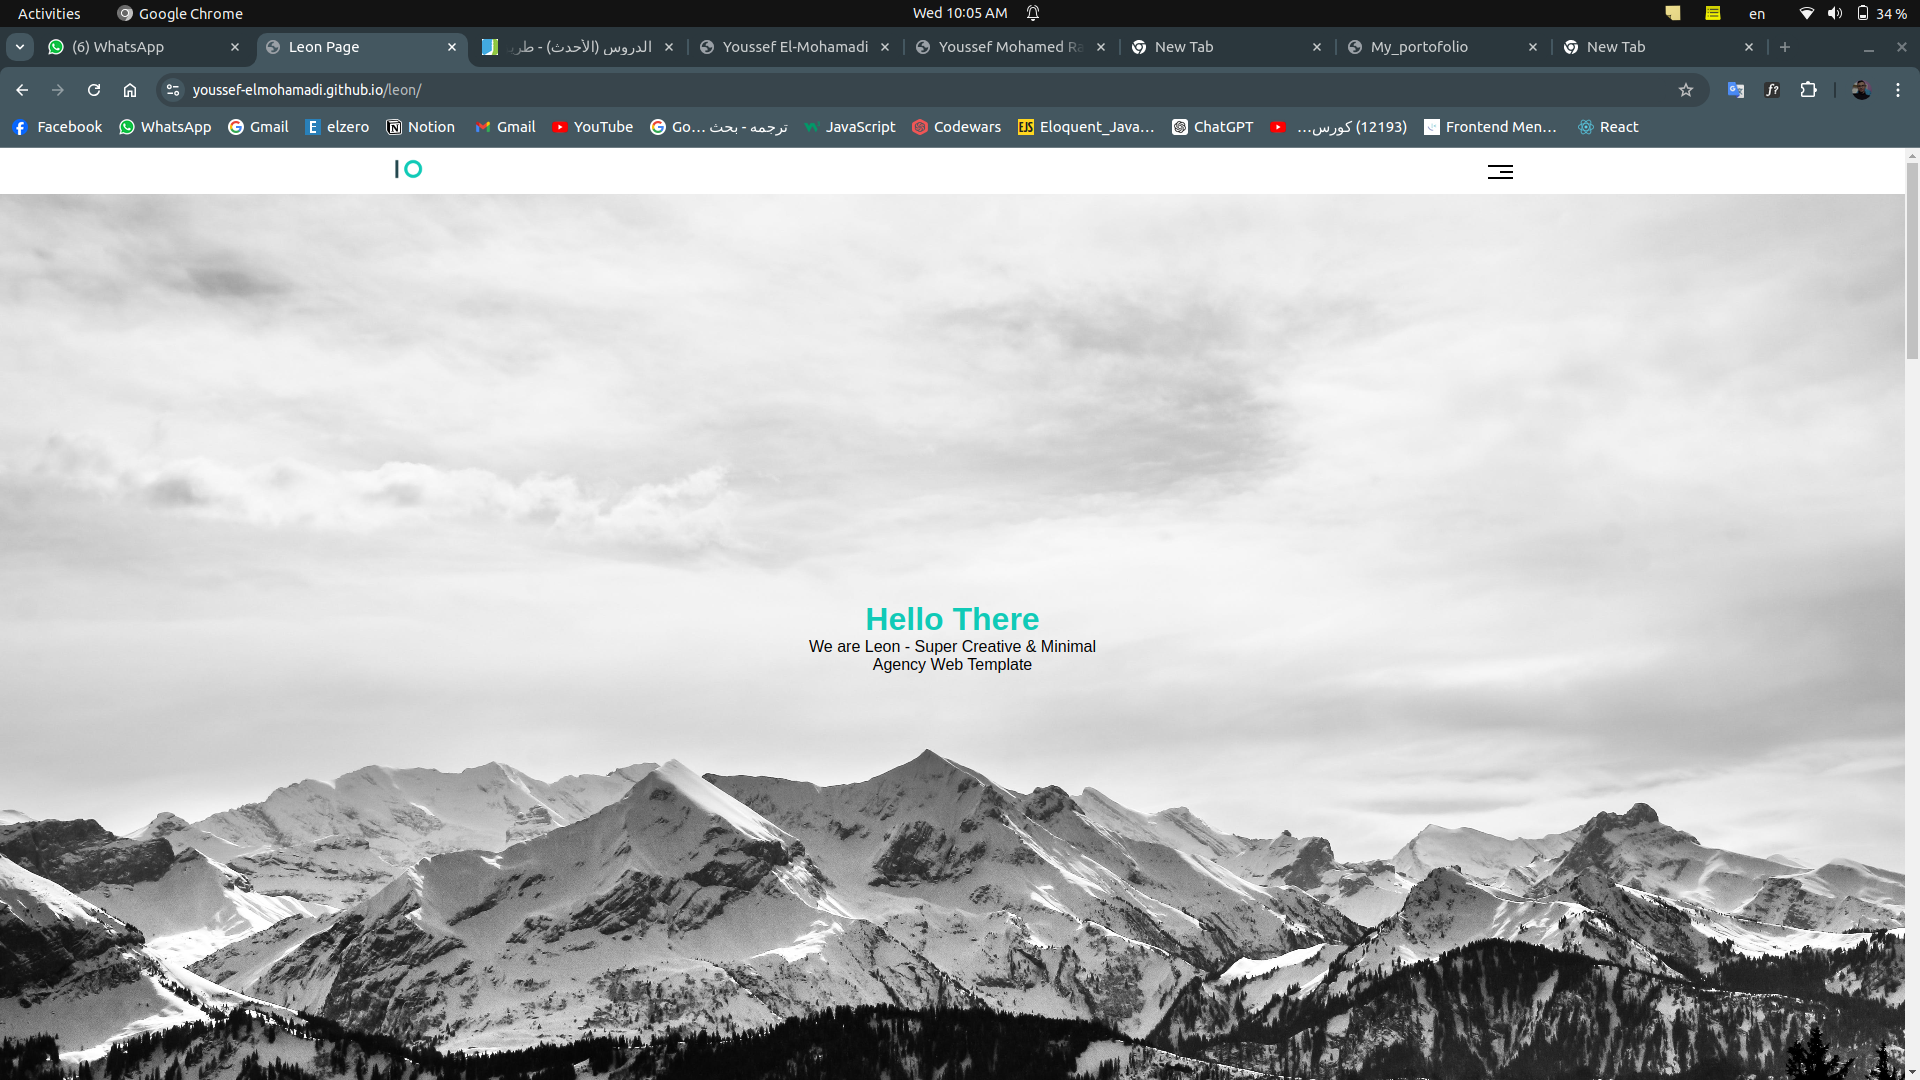 Activities
Google Chrome
Wed 10:05 AM
en
34 %
(6) WhatsApp
Leon Page
الدروس (الأحدث) -
Youssef El-Mohamadi
Youssef Mohamed
New Tab
My_portofolio
New Tab
youssef-elmohamadi.github.io/leon/
Facebook
WhatsApp
Gmail
elzero
Notion
Gmail
YouTube
ترجمه - بحث Go…
JavaScript
Codewars
Eloquent_Java…
ChatGPT
(12193) كورس…
Frontend Men…
React
Hello There
We are Leon - Super Creative & Minimal
Agency Web Template